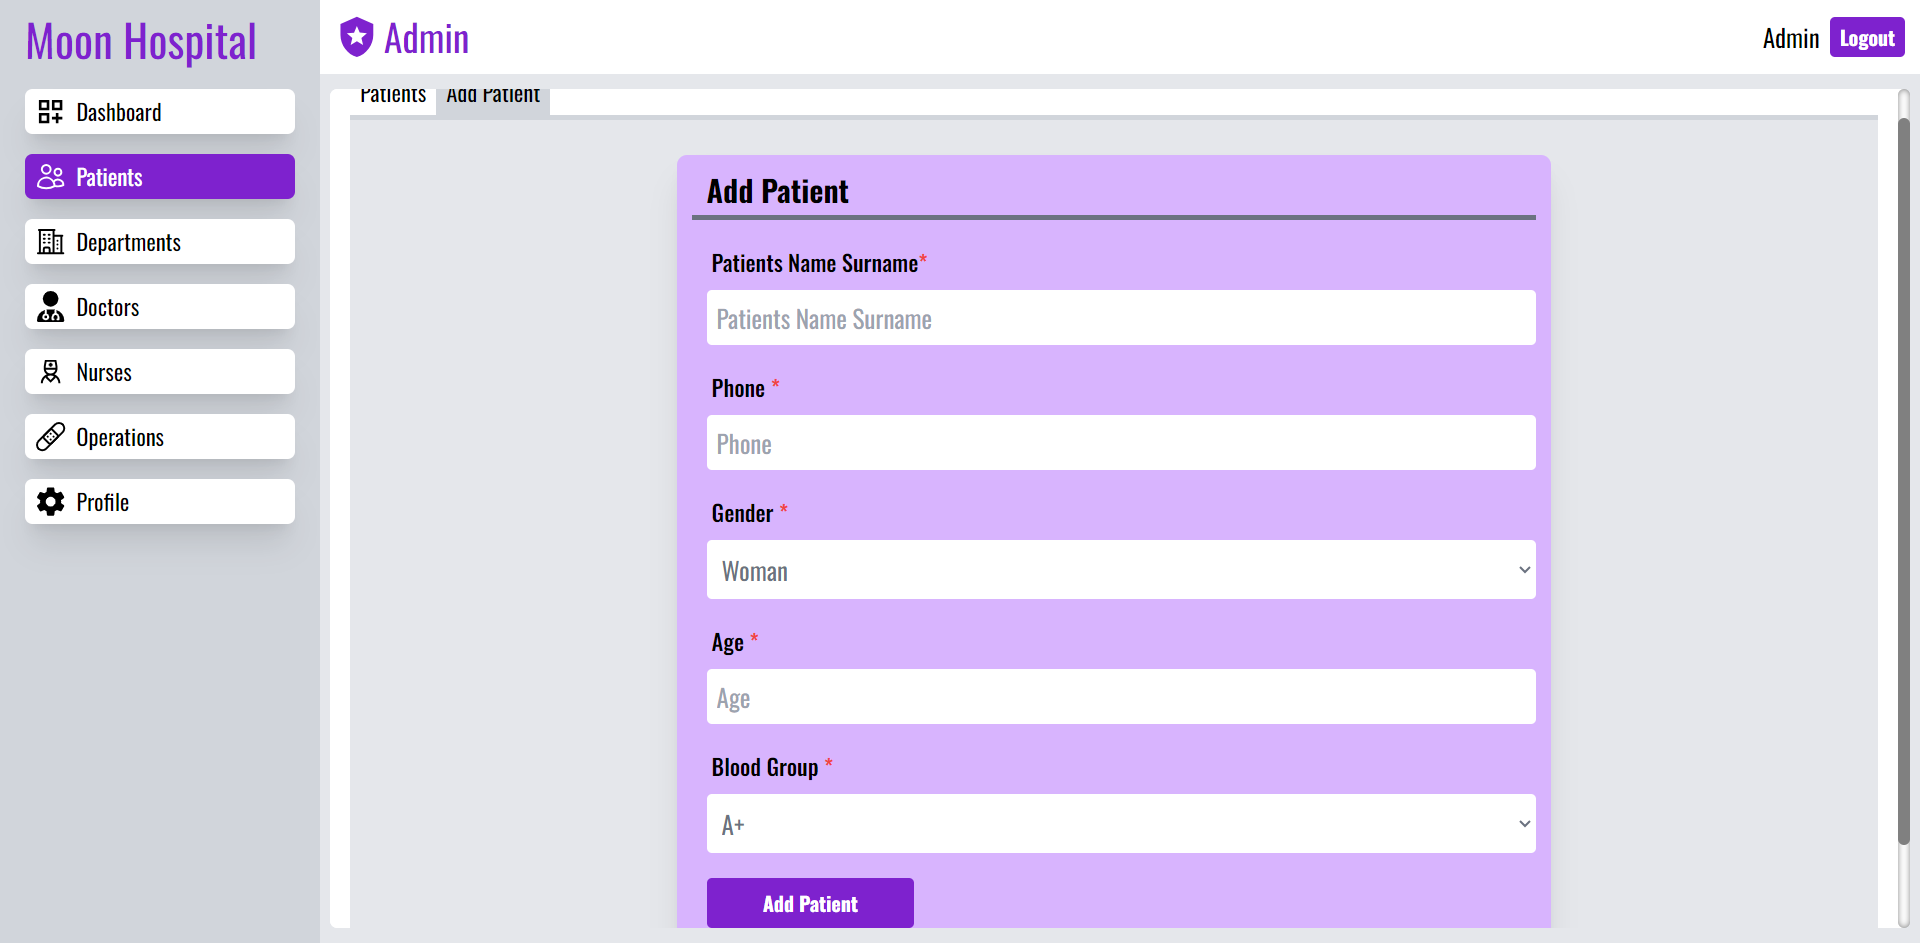 Moon Hospital
Dashboard
Patients
Departments
Doctors
Nurses
Operations
Profile
Admin
Admin
Logout
Patients
Add Patient
Add Patient
Patients Name Surname*
Patients Name Surname
Phone *
Phone
Gender *
Woman
Age *
Age
Blood Group *
A+
Add Patient